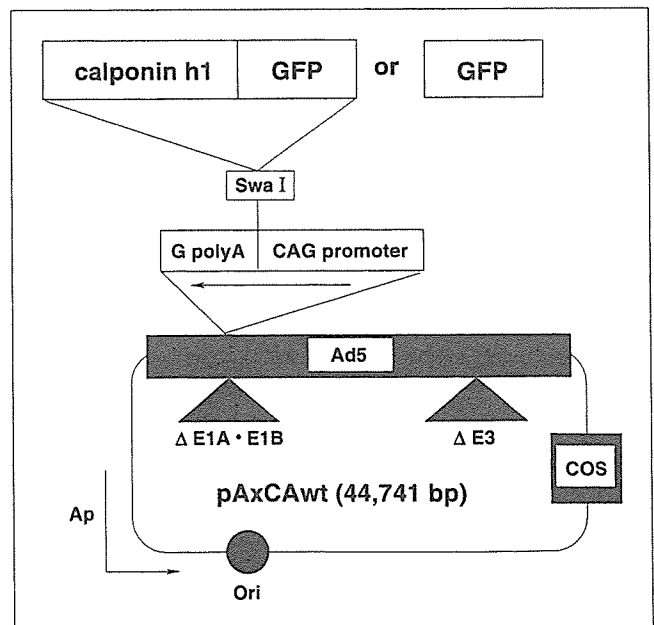 calponin h1 GFP or GFP
Swa I
G polyA CAG promoter
Ad5
Δ E1A・E1B Δ E3
COS
pAxCAwt (44,741 bp)
Ap
Ori